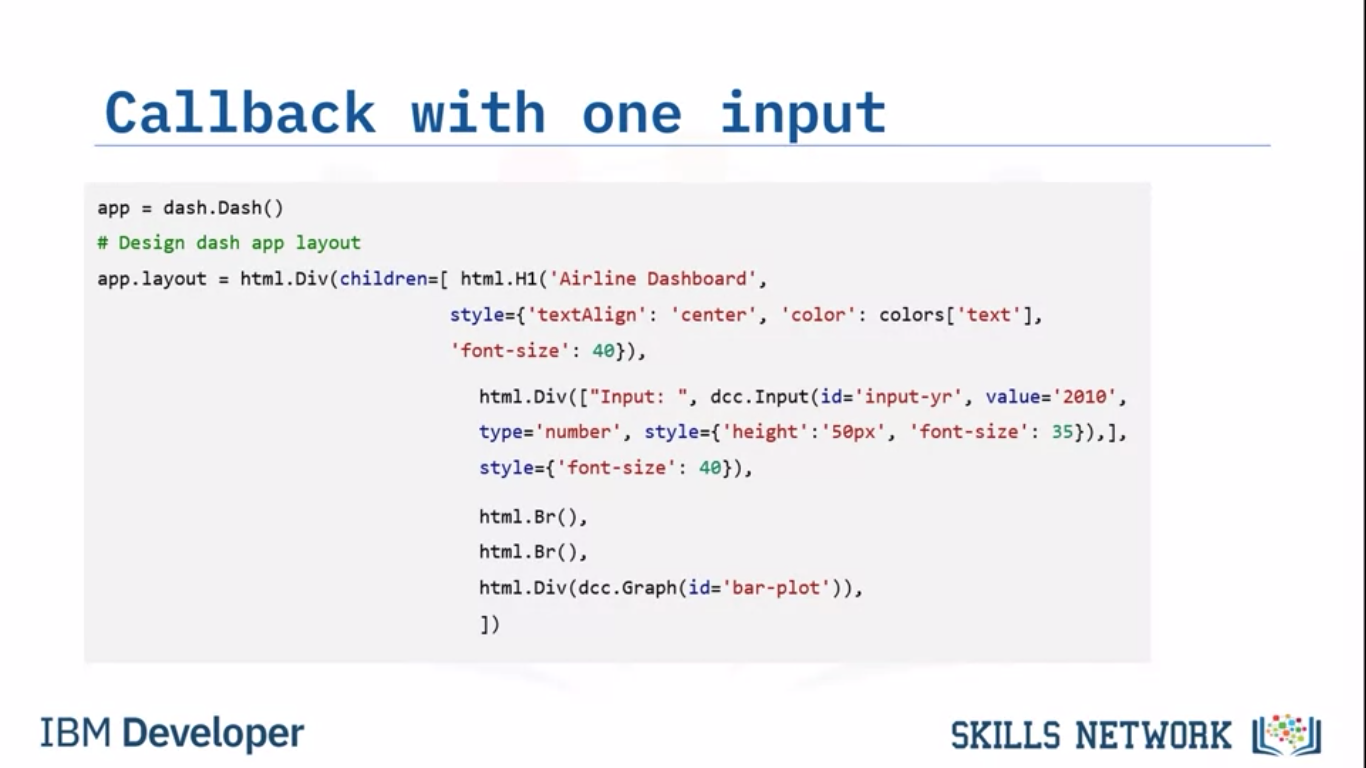 Callback with one input
app = dash.Dash()
# Design dash app layout
app.layout = html.Div(children=[ html.H1('Airline Dashboard',
style={'textAlign': 'center', 'color': colors['text'],
'font-size': 40}),
html.Div(["Input: ", dcc.Input(id='input-yr', value='2010',
type='number', style={'height':'50px', 'font-size': 35}),],
style={'font-size': 40}),
html.Br(),
html.Br(),
html.Div(dcc.Graph(id='bar-plot')),
])
IBM Developer
SKILLS NETWORK